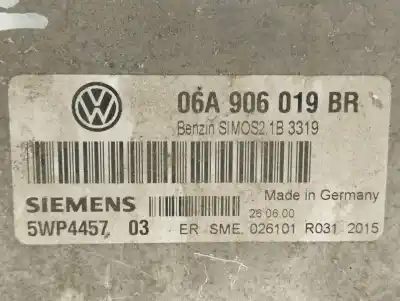 06A 906 019 BR
Benzin SIMOS2.1B 3319
Made in Germany
SIEMENS
26.06.00
5WP4457 03 ER SME 026101 R031 2015